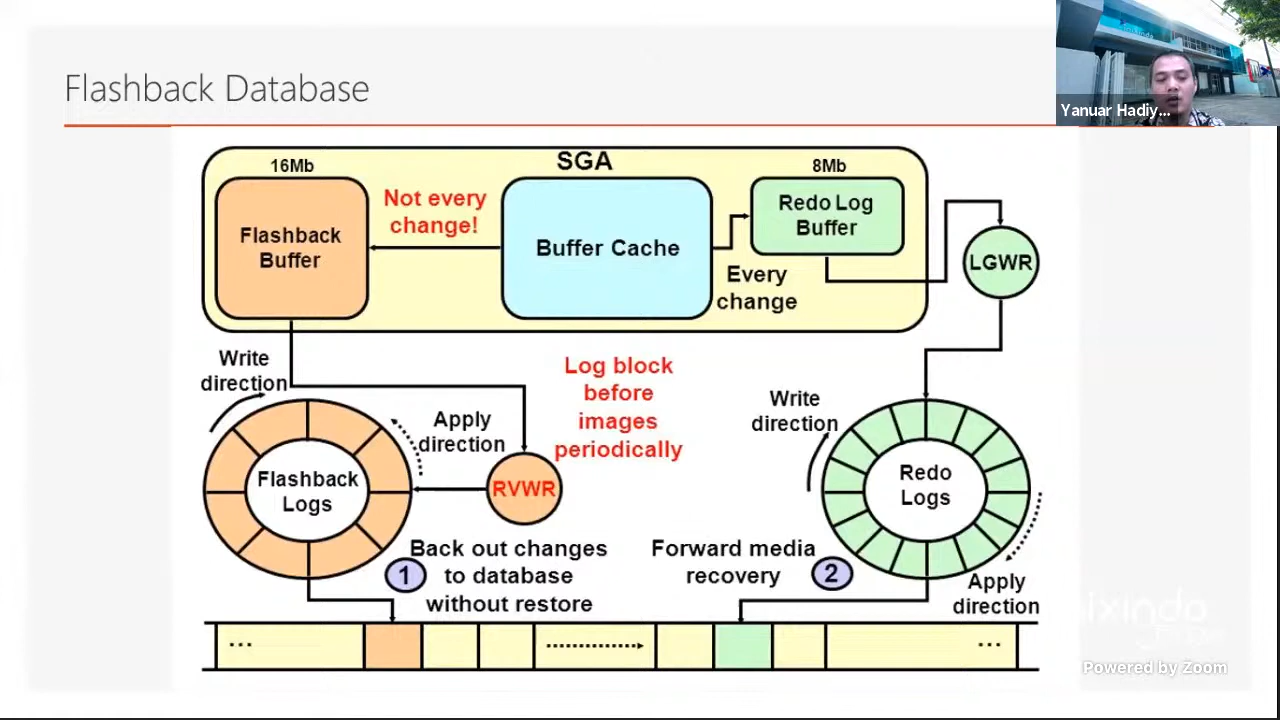 Flashback Database
Yanuar Hadiy...
16Mb
SGA
8Mb
Flashback
Buffer
Not every
change!
Buffer Cache
Redo Log
Buffer
Every
change
LGWR
Write
direction
Apply
direction
Log block
before
images
periodically
Write
direction
Flashback
Logs
RVWR
Redo
Logs
1
Back out changes
to database
without restore
Forward media
recovery
2
Apply
direction
...
...
ixindo
Powered by Zoom